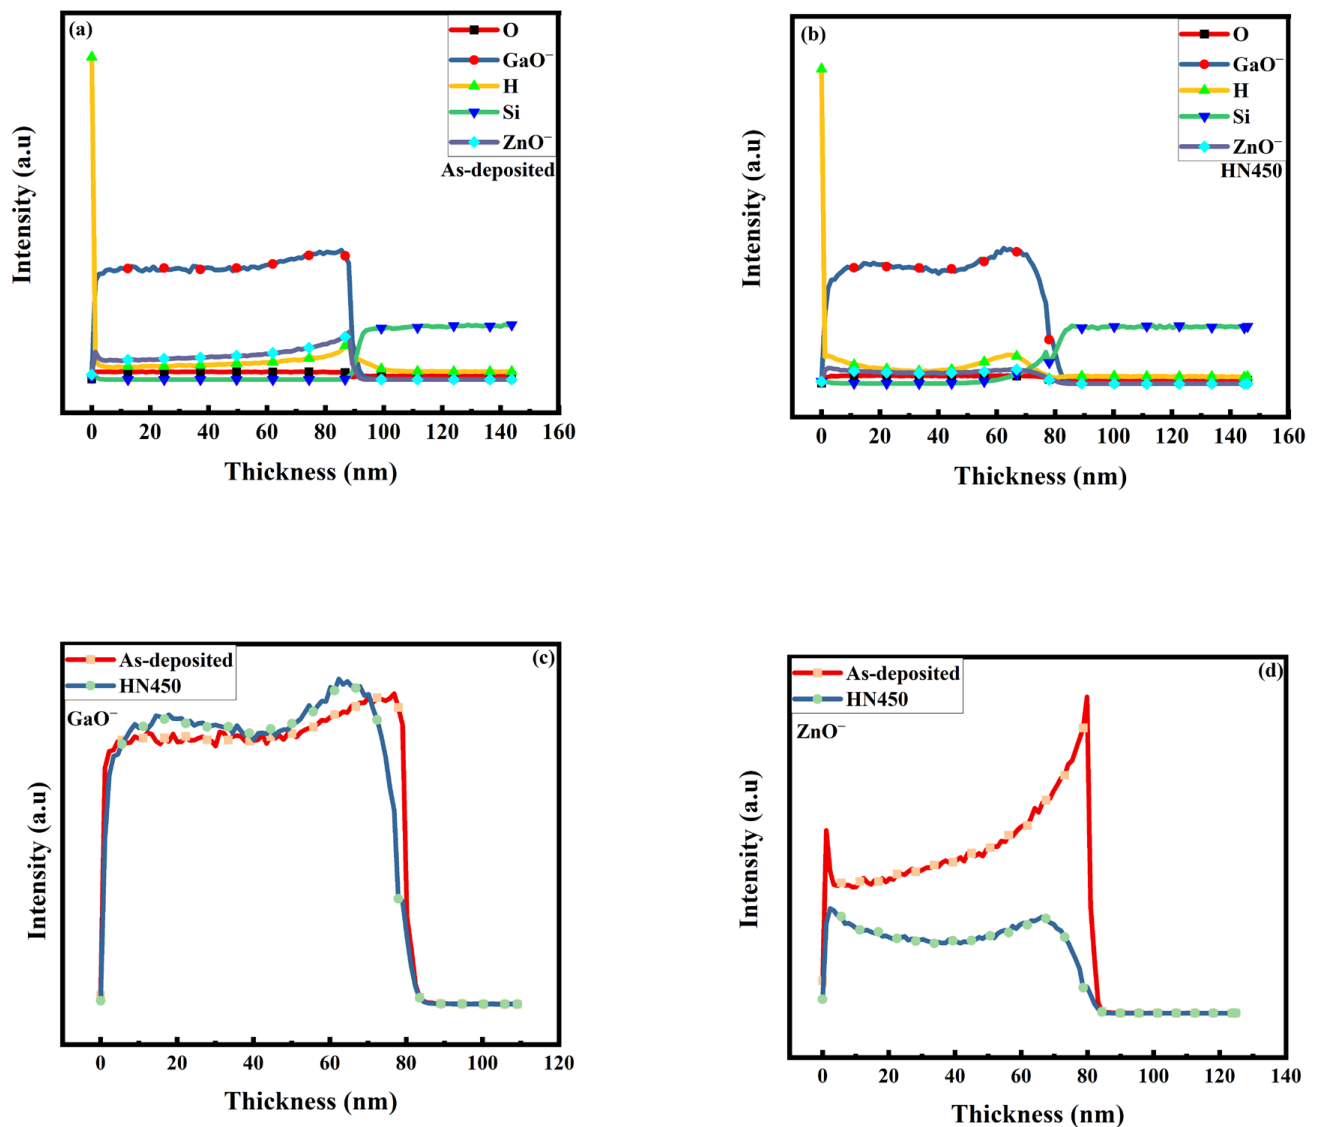 (a)
O
GaO⁻
H
Si
ZnO⁻
As-deposited
Intensity (a.u)
0 20 40 60 80 100 120 140 160
Thickness (nm)
(b)
O
GaO⁻
H
Si
ZnO⁻
HN450
Intensity (a.u)
0 20 40 60 80 100 120 140 160
Thickness (nm)
(c)
As-deposited
HN450
GaO⁻
Intensity (a.u)
0 20 40 60 80 100 120
Thickness (nm)
(d)
As-deposited
HN450
ZnO⁻
Intensity (a.u)
0 20 40 60 80 100 120 140
Thickness (nm)